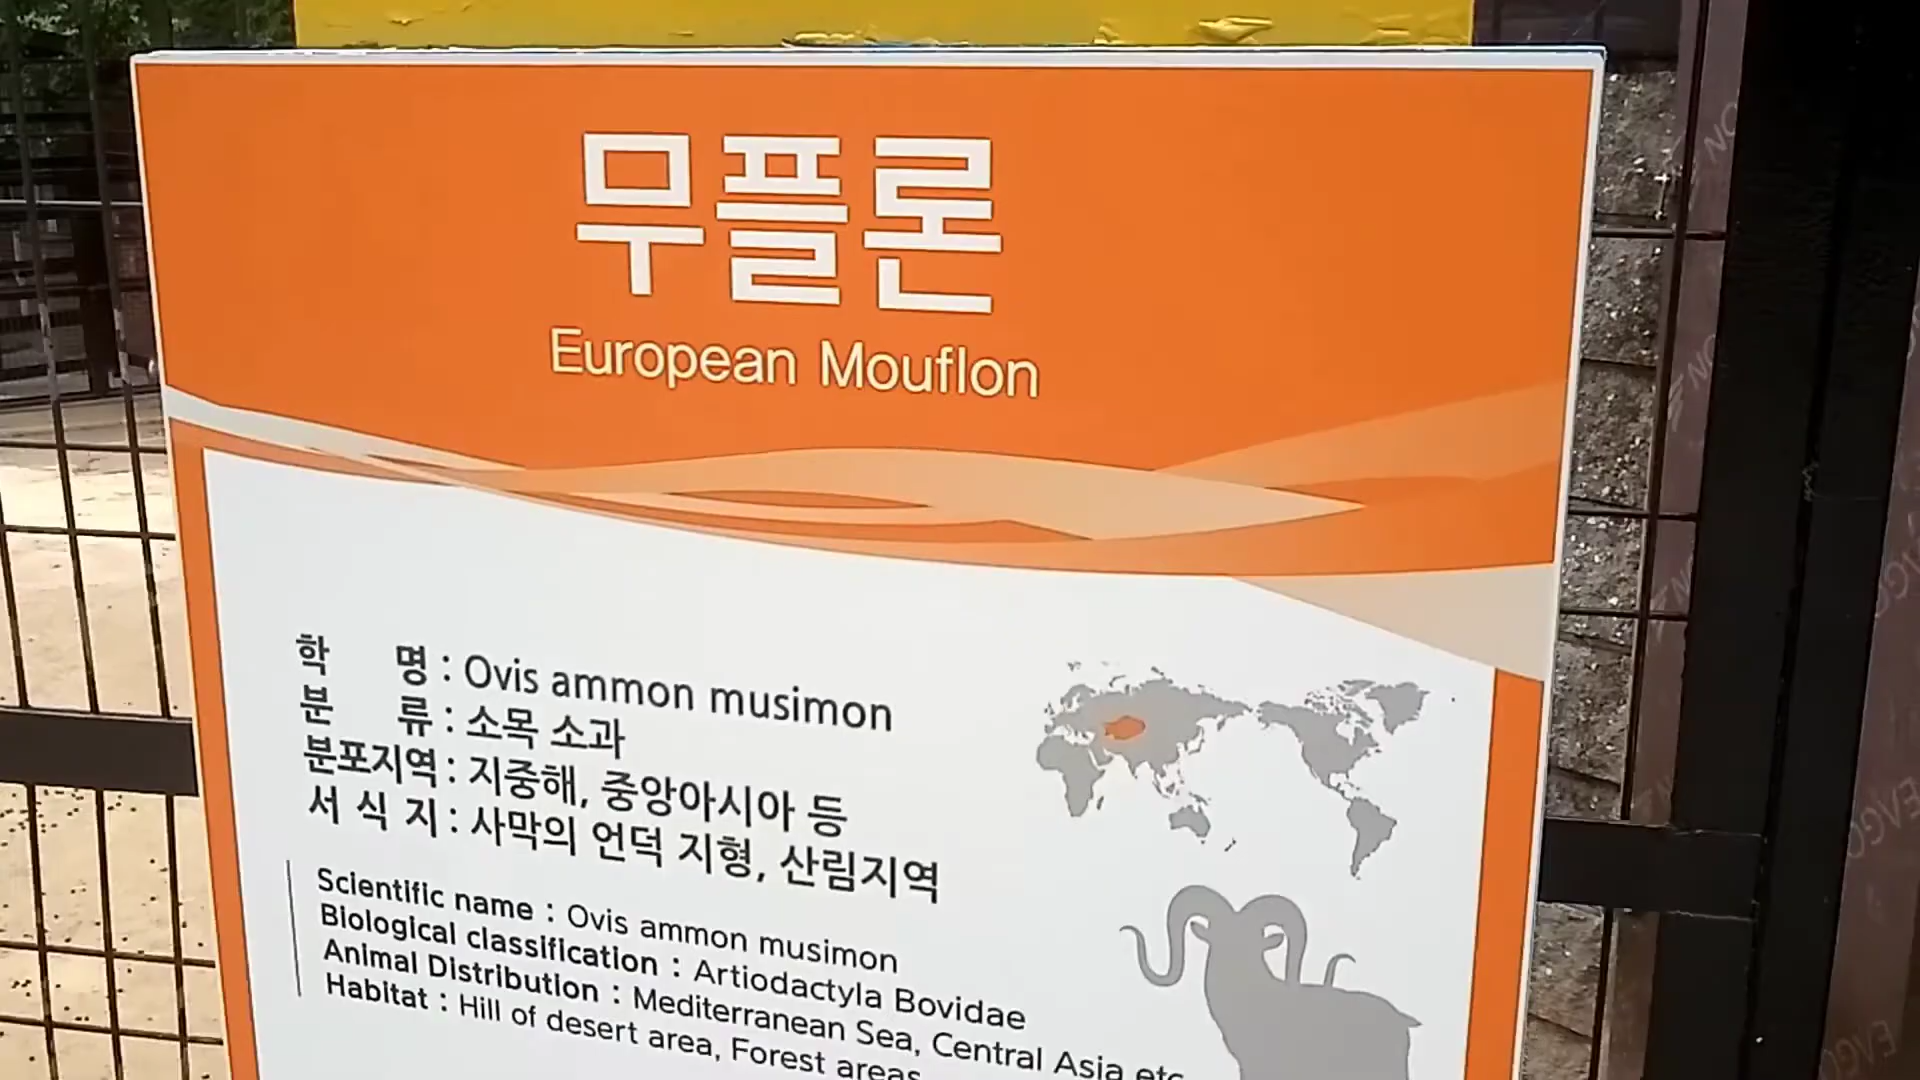 무플론
European Mouflon
학 명 : Ovis ammon musimon
분 류 : 소목 소과
분포지역 : 지중해, 중앙아시아 등
서 식 지 : 사막의 언덕 지형, 산림지역
Scientific name : Ovis ammon musimon
Biological classification : Artiodactyla Bovidae
Animal Distribution : Mediterranean Sea, Central Asia etc
Habitat : Hill of desert area, Forest areas